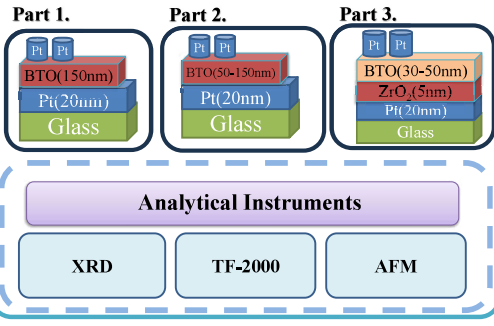 Part 1.
Pt Pt
BTO(150nm)
Pt(20nm)
Glass
Part 2.
Pt Pt
BTO(50-150nm)
Pt(20nm)
Glass
Part 3.
Pt Pt
BTO(30-50nm)
ZrO2(5nm)
Pt(20nm)
Glass
Analytical Instruments
XRD
TF-2000
AFM